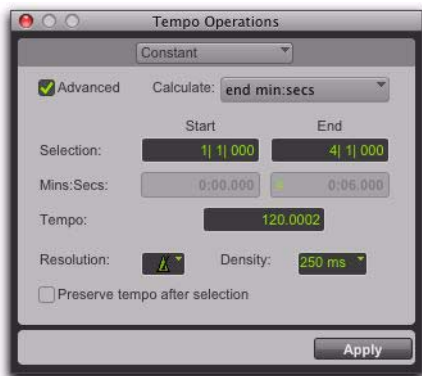 Tempo Operations
Constant
Advanced Calculate: end min:secs
Start End
Selection: 1| 1| 000 4| 1| 000
Mins:Secs: 0:00.000 0:06.000
Tempo: 120.0002
Resolution: Density: 250 ms
Preserve tempo after selection
Apply